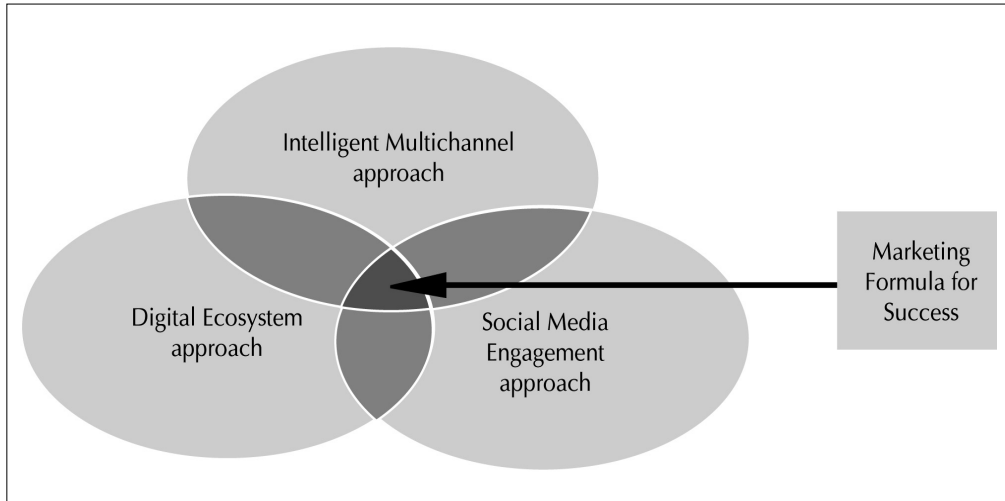 Intelligent Multichannel
approach
Digital Ecosystem
approach
Social Media
Engagement
approach
Marketing
Formula for
Success